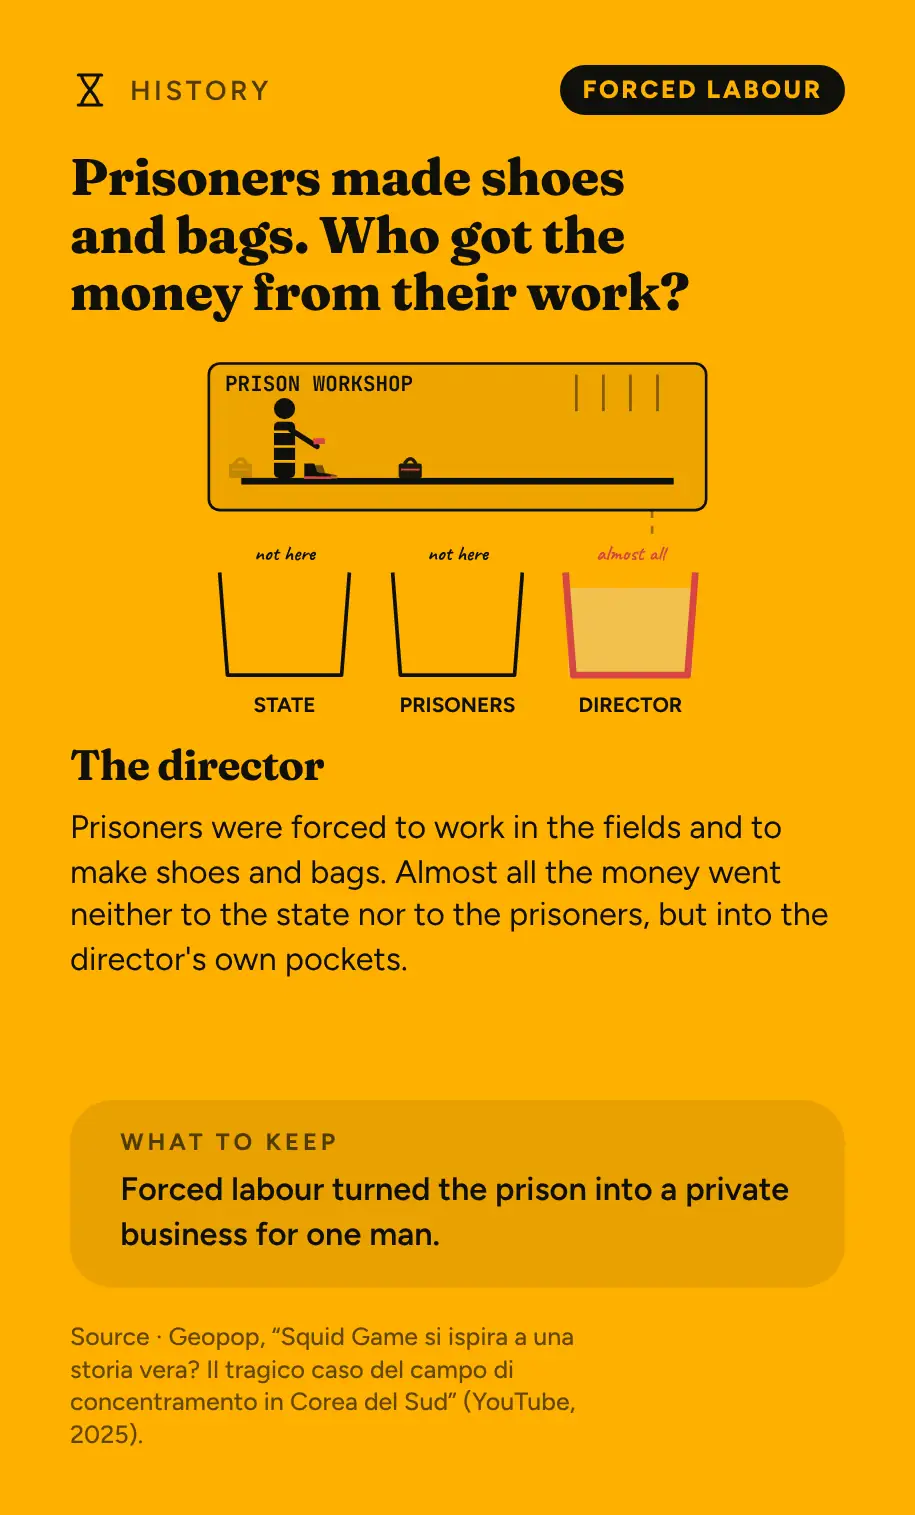 HISTORY
FORCED LABOUR
Prisoners made shoes
and bags. Who got the
money from their work?
PRISON WORKSHOP
not here
not here
almost all
STATE
PRISONERS
DIRECTOR
The director
Prisoners were forced to work in the fields and to
make shoes and bags. Almost all the money went
neither to the state nor to the prisoners, but into the
director's own pockets.
WHAT TO KEEP
Forced labour turned the prison into a private
business for one man.
Source · Geopop, “Squid Game si ispira a una
storia vera? Il tragico caso del campo di
concentramento in Corea del Sud” (YouTube,
2025).